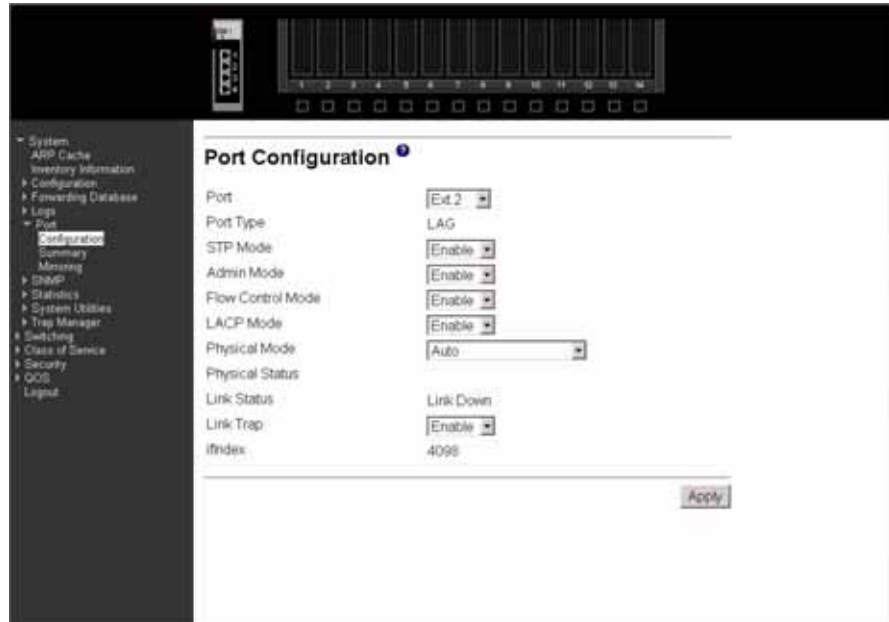 1 2 3 4 5 6 7 8 9 10 11 12 13 14
System
ARP Cache
Inventory Information
Configuration
Forwarding Database
Logs
Port
Configuration
Summary
Mirroring
SNMP
Statistics
System Utilities
Trap Manager
Switching
Class of Service
Security
QOS
Logout
Port Configuration
Port Ext.2
Port Type LAG
STP Mode Enable
Admin Mode Enable
Flow Control Mode Enable
LACP Mode Enable
Physical Mode Auto
Physical Status
Link Status Link Down
Link Trap Enable
ifIndex 4098
Apply